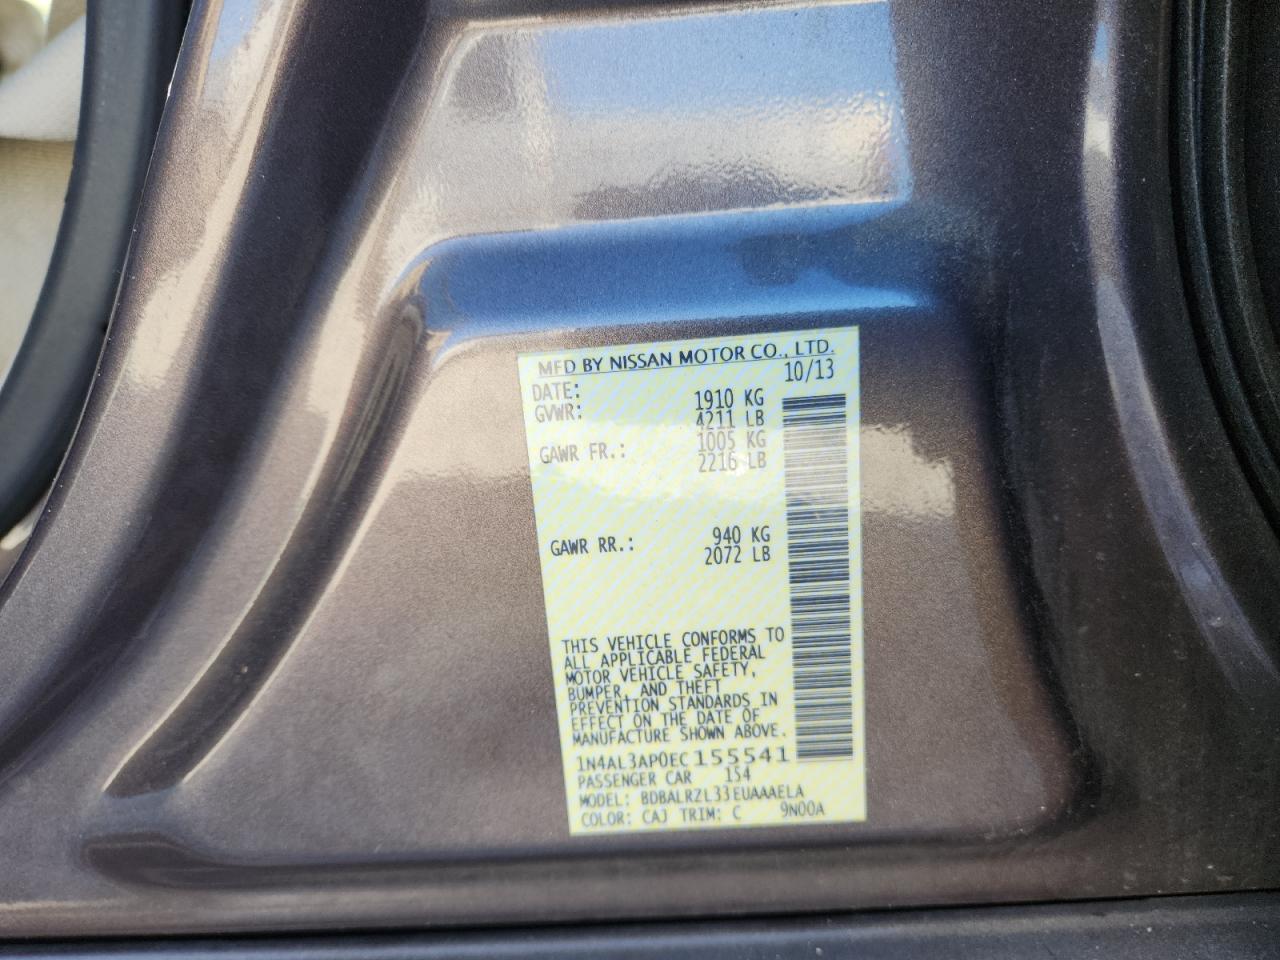 MFD BY NISSAN MOTOR CO., LTD.
DATE: 10/13
GVWR: 1910 KG
4211 LB
GAWR FR.: 1005 KG
2216 LB
GAWR RR.: 940 KG
2072 LB
THIS VEHICLE CONFORMS TO
ALL APPLICABLE FEDERAL
MOTOR VEHICLE SAFETY,
BUMPER, AND THEFT
PREVENTION STANDARDS IN
EFFECT ON THE DATE OF
MANUFACTURE SHOWN ABOVE.
1N4AL3AP0EC155541
PASSENGER CAR 154
MODEL: BDBALRZL33EUAAAELA
COLOR: CAJ TRIM: C 9N00A